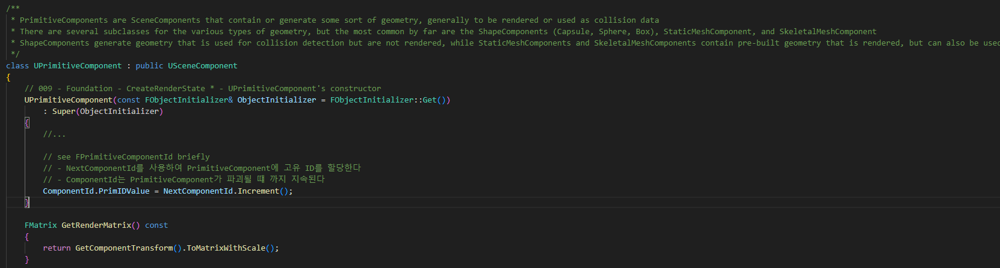 /**
* PrimitiveComponents are SceneComponents that contain or generate some sort of geometry, generally to be rendered or used as collision data
* There are several subclasses for the various types of geometry, but the most common by far are the ShapeComponents (Capsule, Sphere, Box), StaticMeshComponent, and SkeletalMeshComponent
* ShapeComponents generate geometry that is used for collision detection but are not rendered, while StaticMeshComponents and SkeletalMeshComponents contain pre-built geometry that is rendered, but can also be used
*/
class UPrimitiveComponent : public USceneComponent
{
// 009 - Foundation - CreateRenderState * - UPrimitiveComponent's constructor
UPrimitiveComponent(const FObjectInitializer& ObjectInitializer = FObjectInitializer::Get())
: Super(ObjectInitializer)
{
//...
// see FPrimitiveComponentId briefly
// - NextComponentId를 사용하여 PrimitiveComponent에 고유 ID를 할당한다
// - ComponentId는 PrimitiveComponent가 파괴될 떄 까지 지속된다
ComponentId.PrimIDValue = NextComponentId.Increment();
}
FMatrix GetRenderMatrix() const
{
return GetComponentTransform().ToMatrixWithScale();
}